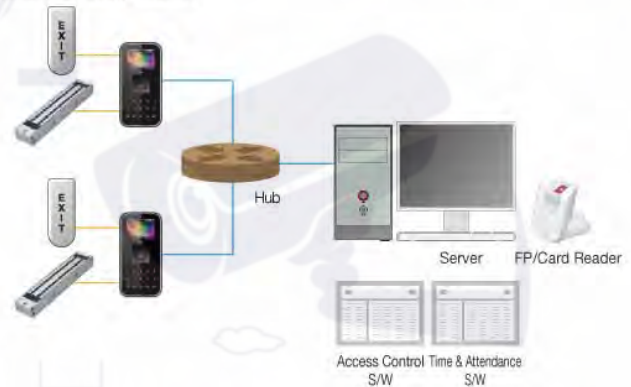 EXIT
Hub
EXIT
Server
FP/Card Reader
Access Control
S/W
Time & Attendance
S/W